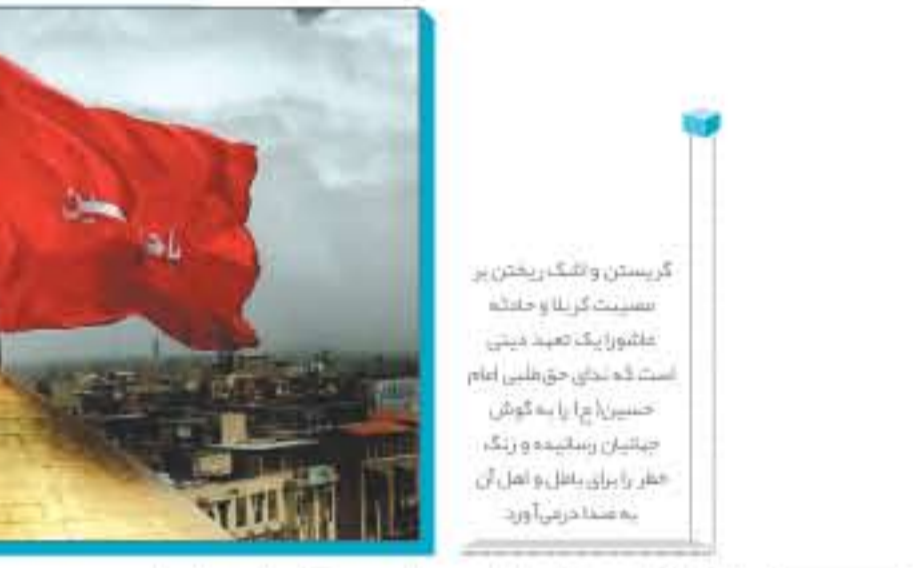 یا حسین
گریستن و اشک ریختن بر
مصیبت کربلا و حادثه
عاشورا یک تعهد دینی
است که ندای حق‌طلبی امام
حسین(ع) را به گوش
جهانیان رسانیده و زنگ
خطر را برای باطل و اهل آن
به صدا درمی‌آورد